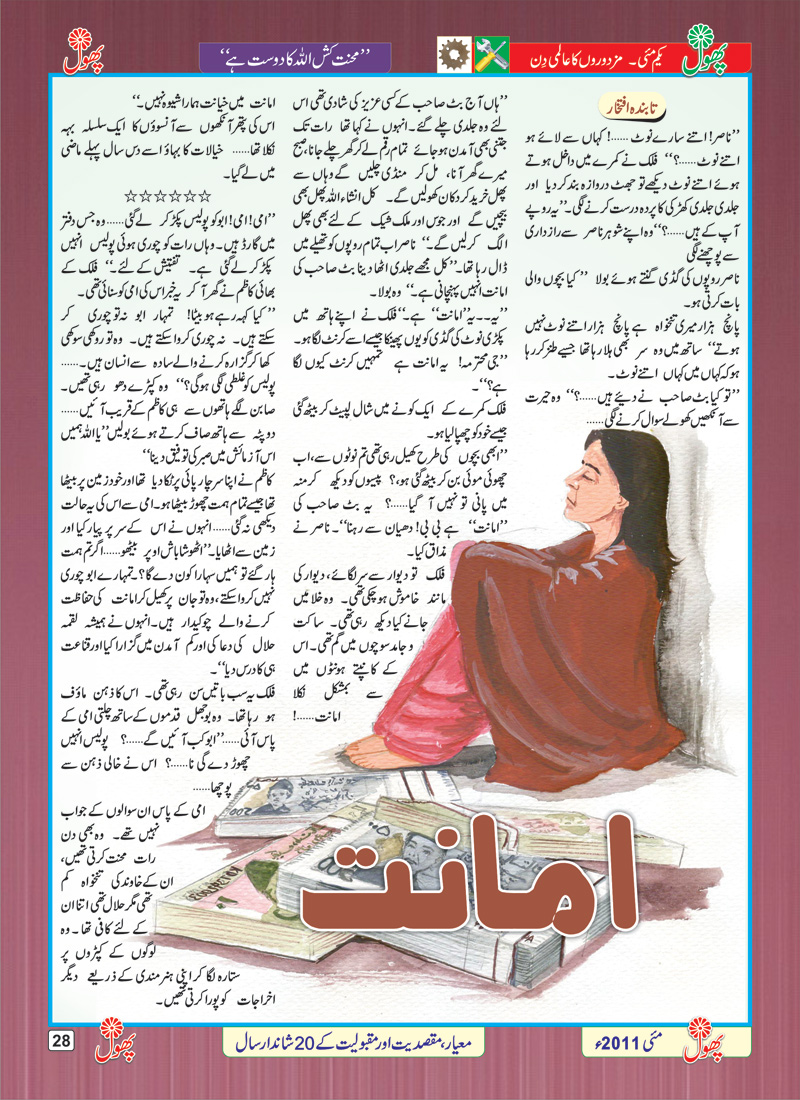 پھول
یکم مئی۔ مزدوروں کا عالمی دِن
’’محنت کش اللہ کا دوست ہے‘‘
پھول
تابندہ افتخار
’’ناصر! اتنے سارے نوٹ ......! کہاں سے لائے ہو
اتنے نوٹ ......؟‘‘ فلک نے کمرے میں داخل ہوتے
ہوئے اتنے نوٹ دیکھے تو جھٹ دروازہ بند کر دیا اور
جلدی جلدی کھڑکی کا پردہ درست کرنے لگی۔ ’’یہ روپے
آپ کے ہیں ......؟‘‘ وہ اپنے شوہر ناصر سے رازداری
سے پوچھنے لگی
ناصر روپوں کی گڈی گنتے ہوئے بولا ’’کیا بچوں والی
بات کرتی ہو۔
پانچ ہزار میری تنخواہ ہے پانچ ہزار اتنے نوٹ نہیں
ہوتے‘‘ ساتھ میں وہ سر بھی ہلا رہا تھا جیسے طنز کر رہا
ہو کہ کہاں میں کہاں اتنے نوٹ۔
’’تو کیا بٹ صاحب نے دیئے ہیں......؟‘‘ وہ حیرت
سے آنکھیں کھولے سوال کرنے لگی......
’’ہاں آج بٹ صاحب کے کسی عزیز کی شادی تھی اس
لئے وہ جلدی چلے گئے۔ انہوں نے کہا تھا رات تک
جتنی بھی آمدن ہو جائے تمام رقم لے کر گھر چلے جانا، صبح
میرے گھر آنا، مل کر منڈی چلیں گے وہاں سے
پھل خرید کر دکان کھولیں گے۔ کل انشاء اللہ پھل بھی
بیچیں گے اور جوس اور ملک شیک کے لئے بھی پھل
الگ کر لیں گے۔‘‘ ناصر اب تمام روپوں کو تھیلے میں
ڈال رہا تھا۔ ’’کل مجھے جلدی اٹھا دینا بٹ صاحب کی
امانت انہیں پہنچانی ہے۔‘‘ وہ بولا۔
’’یہ...یہ ’’امانت‘‘ ہے۔‘‘ فلک نے اپنے ہاتھ میں
پکڑی نوٹ کی گڈی کو یوں پھینکا جیسے اسے کرنٹ لگا ہو۔
’’جی محترمہ! یہ امانت ہے تمہیں کرنٹ کیوں لگا
ہے؟‘‘۔
فلک کمرے کے ایک کونے میں شال لپیٹ کر بیٹھ گئی
جیسے خود کو چھپا لیا ہو۔
’’ابھی بچوں کی طرح کھیل رہی تھی تم نوٹوں سے، اب
چھوئی موئی بن کر بیٹھ گئی ہو،؟ پیسوں کو دیکھ کر منہ
میں پانی تو نہیں آ گیا......؟ یہ بٹ صاحب کی
’’امانت‘‘ ہے بی بی! دھیان سے رہنا‘‘۔ ناصر نے
مذاق کیا۔
فلک تو دیوار سے سر لگائے، دیوار کی
مانند خاموش ہو چکی تھی۔ وہ خلا میں
جانے کیا دیکھ رہی تھی۔ ساکت
و جامد سوچوں میں گم تھی۔ اس
کے کانپتے ہونٹوں میں
سے بمشکل نکلا
امانت......!
امانت میں خیانت ہمارا شیوہ نہیں۔‘‘
اس کی پھر آنکھوں سے آنسوؤں کا ایک سلسلہ بہہ
نکلا تھا...... خیالات کا بہاؤ اسے دس سال پہلے ماضی
میں لے گیا۔
☆☆☆☆☆☆
’’امی! امی! ابو کو پولیس پکڑ کر لے گئی...... وہ جس دفتر
میں گارڈ ہیں۔ وہاں رات کو چوری ہوئی پولیس انہیں
پکڑ کر لے گئی ہے۔ تفتیش کے لئے۔‘‘ فلک کے
بھائی کاظم نے گھر آ کر یہ خبر اس کی امی کو سنائی تھی۔
’’کیا کہہ رہے ہو بیٹا! تمہارے ابو نہ تو چوری کر
سکتے ہیں۔ نہ چوری کروا سکتے ہیں۔ وہ تو روکھی سوکھی
کھا کر گزارہ کرنے والے سادہ سے انسان ہیں۔......
پولیس کو غلطی لگی ہو گی؟‘‘ وہ کپڑے دھو رہی تھیں۔
صابن لگے ہاتھوں سے ہی کاظم کے قریب آئیں......
دوپٹہ سے ہاتھ صاف کرتے ہوئے بولیں ’’یا اللہ ہمیں
اس آزمائش میں صبر کی توفیق دینا‘‘
کاظم نے اپنا سر چارپائی پر ٹکا دیا تھا اور خود زمین پر بیٹھا
تھا جیسے تمام ہمت چھوڑ بیٹھا ہو۔ امی سے اس کی یہ حالت
دیکھی نہ گئی...... انہوں نے اس کے سر پر پیار کیا اور
زمین سے اٹھایا۔ ’’اٹھو شاباش اوپر بیٹھو...... اگر تم ہمت
ہار گئے تو ہمیں سہارا کون دے گا؟۔ تمہارے ابو چوری
نہیں کروا سکتے، وہ تو جان پر کھیل کر امانت کی حفاظت
کرنے والے چوکیدار ہیں۔ انہوں نے ہمیشہ لقمہ
حلال کی دعا کی اور کم آمدن میں گزارا کیا اور قناعت
ہی کا درس دیا‘‘۔
فلک یہ سب باتیں سن رہی تھی۔ اس کا ذہن ماؤف
ہو رہا تھا۔ وہ بوجھل قدموں کے ساتھ چلتی امی کے
پاس آئی...... ’’ابو کب آئیں گے......؟ پولیس انہیں
چھوڑ دے گی نا......؟ اس نے خالی ذہن سے
پوچھا......
امی کے پاس ان سوالوں کے جواب
نہیں تھے۔ وہ بھی دن
رات محنت کرتی تھیں،
ان کے خاوند کی تنخواہ کم
تھی مگر حلال تھی اتنا ان
کے لئے کافی تھا۔ وہ
لوگوں کے کپڑوں پر
ستارہ لگا کر اپنی ہنرمندی کے ذریعے دیگر
اخراجات کو پورا کرتی تھیں۔
امانت
پھول
مئی 2011ء
معیار، مقصدیت اور مقبولیت کے 20 شاندار سال
پھول
28